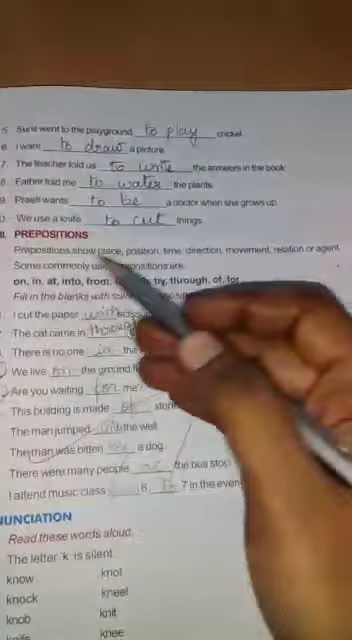 5. Sunil went to the playground to play cricket.
6. I want to draw a picture.
7. The teacher told us to write the answers in the book.
8. Father told me to water the plants.
9. Preeti wants to be a doctor when she grows up.
0. We use a knife to cut things.
II. PREPOSITIONS
Prepositions show place, position, time, direction, movement, relation or agent.
Some commonly used prepositions are:
on, in, at, into, from, by, through, of, for
Fill in the blanks with
I cut the paper with
The cat came in through
There is no one in the
We live on the ground
Are you waiting for me?
This building is made of
The man jumped the well.
The man was bitten a dog.
There were many people the bus stop.
I attend music class 6 to 7 in the even
NUNCIATION
Read these words aloud.
The letter 'k' is silent.
know knot
knock kneel
knob knit
knife knee